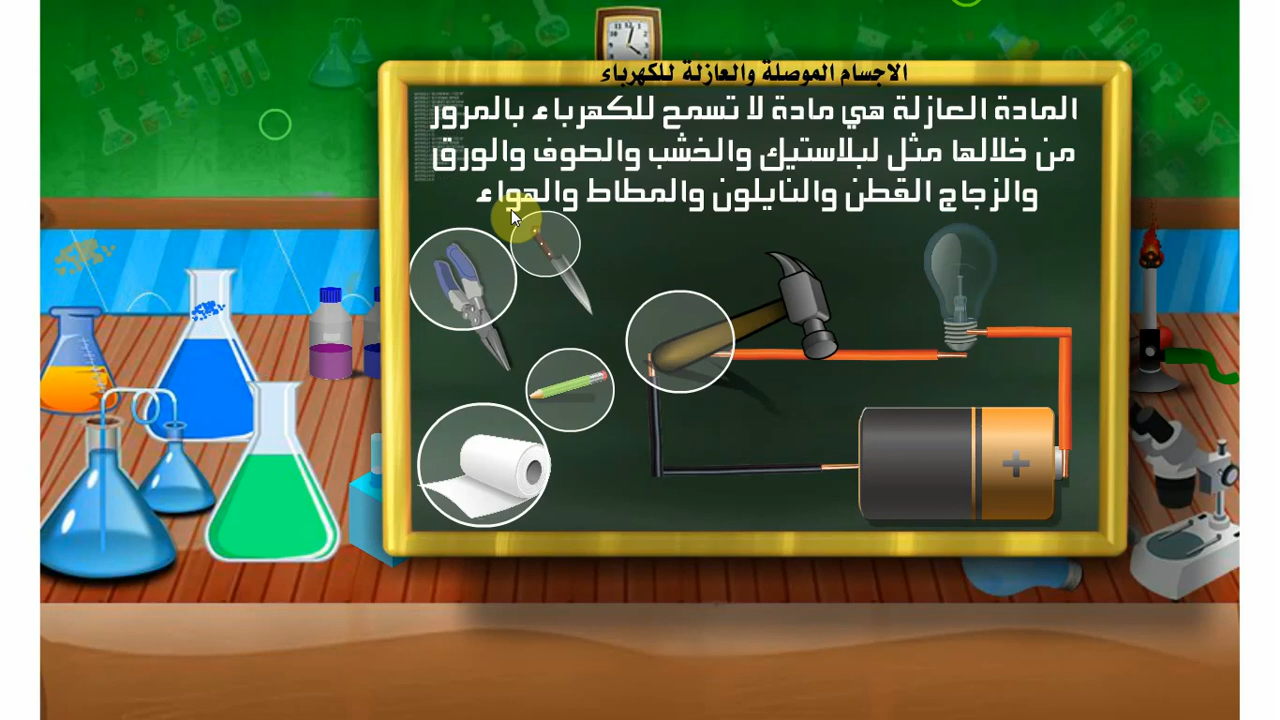 الاجسام الموصلة والعازلة للكهرباء
المادة العازلة هي مادة لا تسمح للكهرباء بالمرور
من خلالها مثل لبلاستيك والخشب والصوف والورق
والزجاج القطن والنايلون والمطاط والهواء